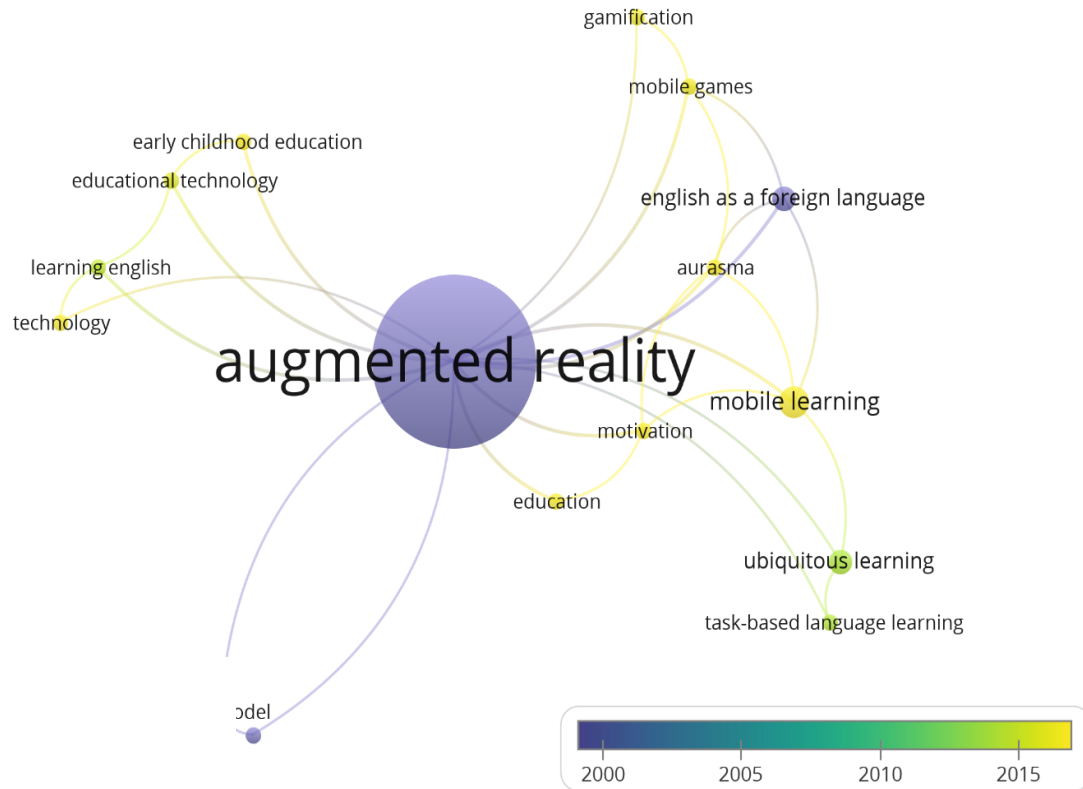 gamification
mobile games
early childhood education
educational technology
english as a foreign language
learning english
aurasma
technology
augmented reality
mobile learning
motivation
education
ubiquitous learning
task-based language learning
odel
2000 2005 2010 2015